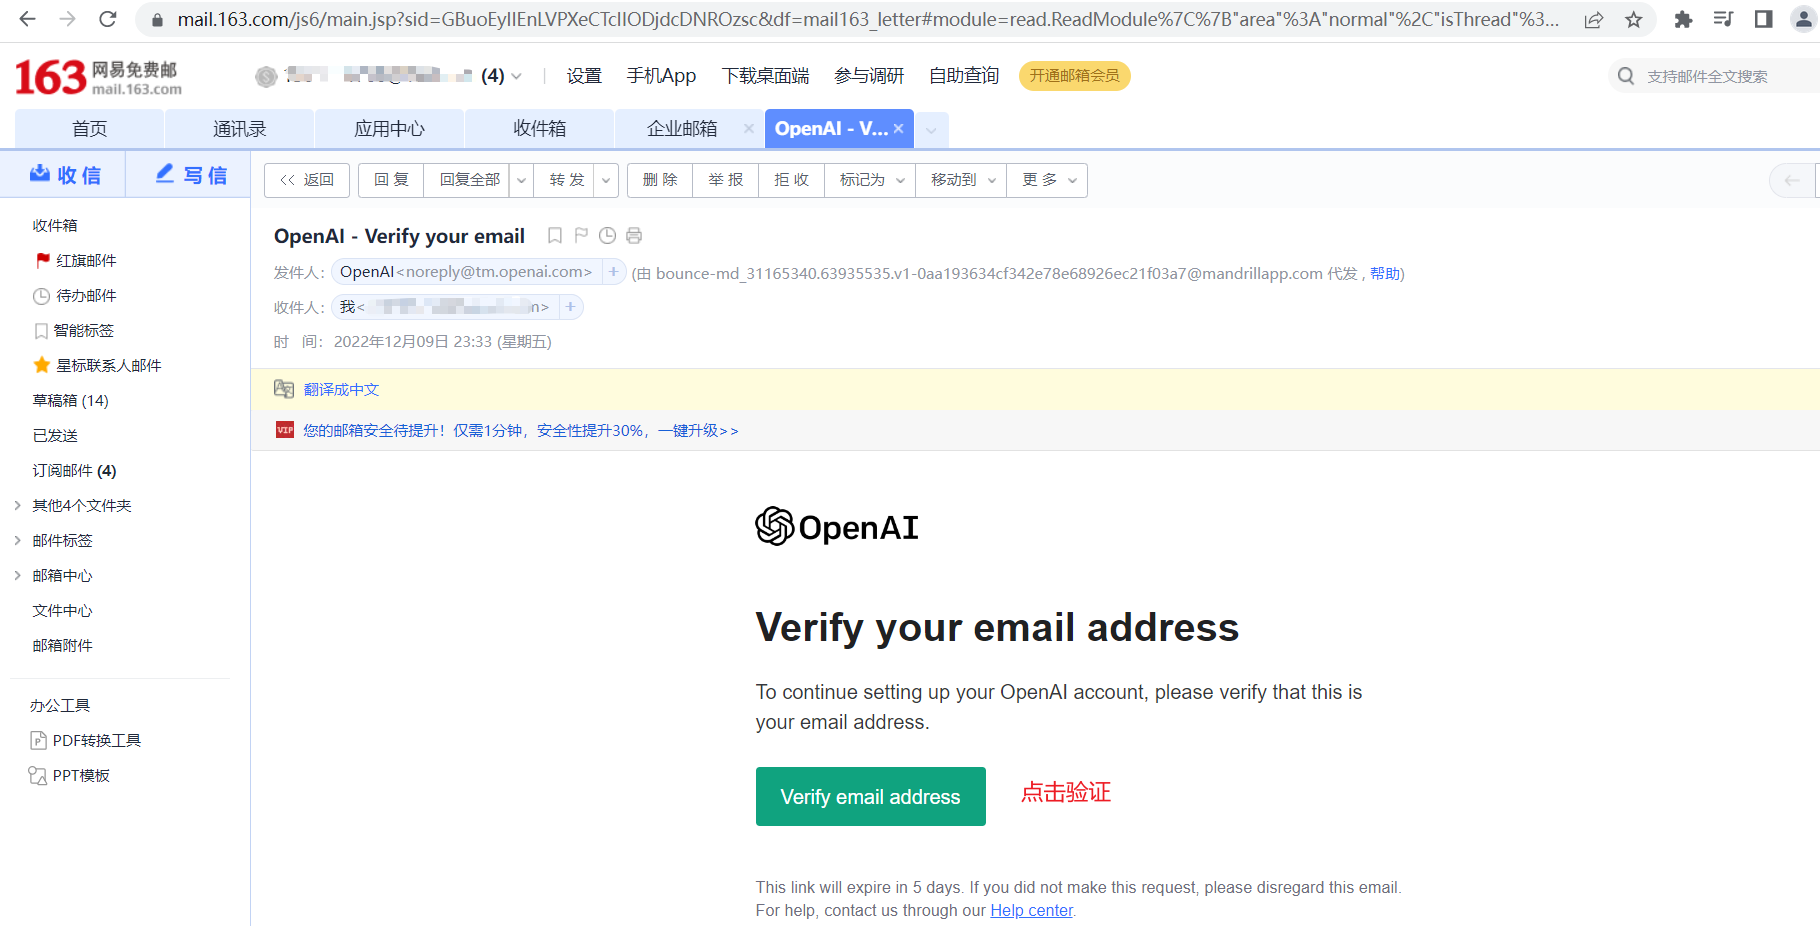 mail.163.com/js6/main.jsp?sid=GBuoEyIIEnLVPXeCTcIIODjdcDNROzsc&df=mail163_letter#module=read.ReadModule%7C%7B"area"%3A"normal"%2C"isThread"%3...
163 网易免费邮 mail.163.com
(4) 设置 手机App 下载桌面端 参与调研 自助查询 开通邮箱会员 支持邮件全文搜索
首页 通讯录 应用中心 收件箱 企业邮箱 × OpenAI - V... ×
收信 写信
<< 返回 回复 回复全部 转发 删除 举报 拒收 标记为 移动到 更多
收件箱
红旗邮件
待办邮件
智能标签
星标联系人邮件
草稿箱 (14)
已发送
订阅邮件 (4)
其他4个文件夹
邮件标签
邮箱中心
文件中心
邮箱附件
办公工具
PDF转换工具
PPT模板
OpenAI - Verify your email
发件人： OpenAI<noreply@tm.openai.com> + (由 bounce-md_31165340.63935535.v1-0aa193634cf342e78e68926ec21f03a7@mandrillapp.com 代发 , 帮助)
收件人： 我< n> +
时 间： 2022年12月09日 23:33 (星期五)
翻译成中文
VIP 您的邮箱安全待提升！仅需1分钟，安全性提升30%，一键升级>>
OpenAI
Verify your email address
To continue setting up your OpenAI account, please verify that this is
your email address.
Verify email address 点击验证
This link will expire in 5 days. If you did not make this request, please disregard this email.
For help, contact us through our Help center.